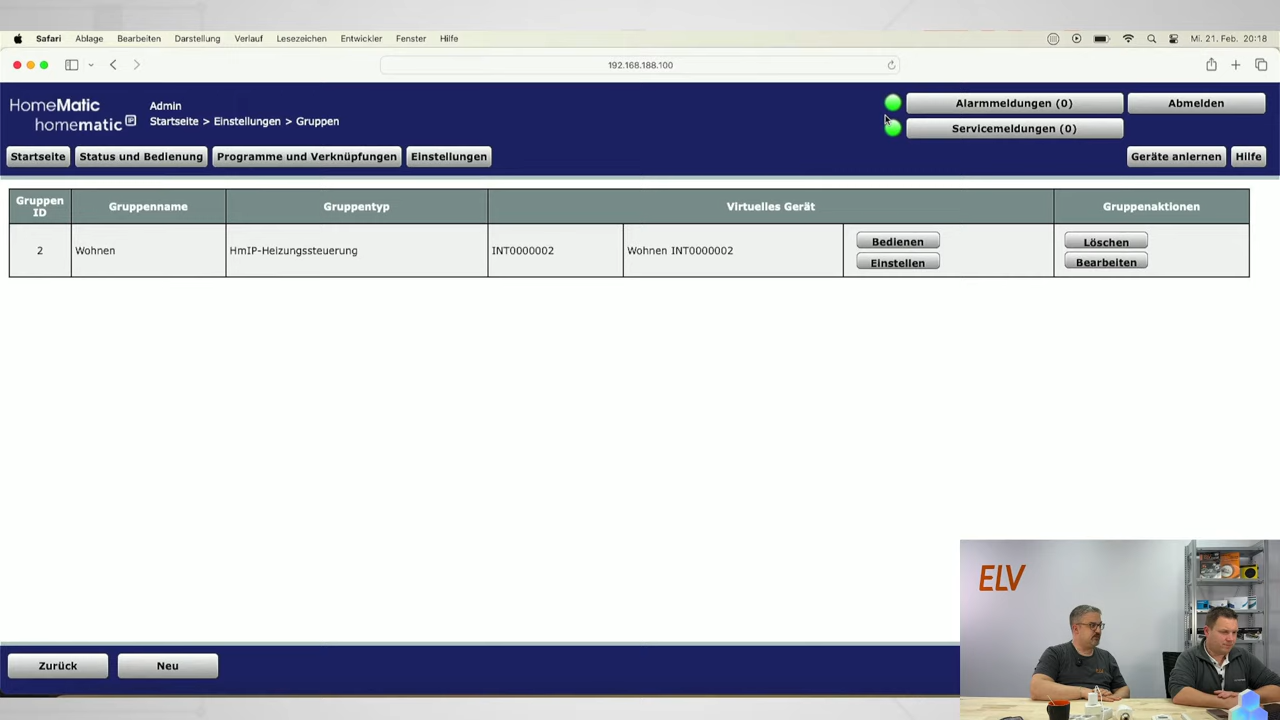 Safari Ablage Bearbeiten Darstellung Verlauf Lesezeichen Entwickler Fenster Hilfe Mi. 21. Feb. 20:18
192.168.188.100
HomeMatic
homematic
Admin
Startseite > Einstellungen > Gruppen
Alarmmeldungen (0) Abmelden
Servicemeldungen (0)
Startseite Status und Bedienung Programme und Verknüpfungen Einstellungen Geräte anlernen Hilfe
Gruppen
ID
Gruppenname Gruppentyp Virtuelles Gerät Gruppenaktionen
2 Wohnen HmIP-Heizungssteuerung INT0000002 Wohnen INT0000002
Bedienen
Einstellen
Löschen
Bearbeiten
ELV
Zurück Neu